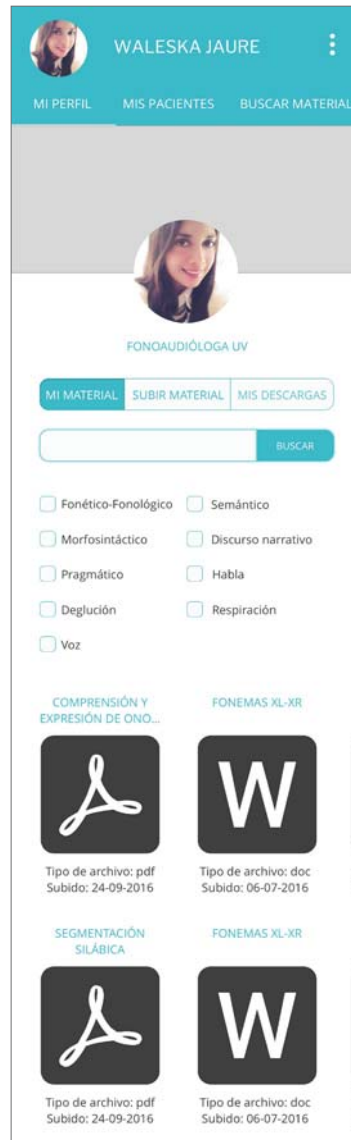 WALESKA JAURE
MI PERFIL MIS PACIENTES BUSCAR MATERIAL
FONOAUDIÓLOGA UV
MI MATERIAL SUBIR MATERIAL MIS DESCARGAS
BUSCAR
Fonético-Fonológico Semántico
Morfosintáctico Discurso narrativo
Pragmático Habla
Deglución Respiración
Voz
COMPRENSIÓN Y
EXPRESIÓN DE ONO...
FONEMAS XL-XR
W
Tipo de archivo: pdf
Subido: 24-09-2016
Tipo de archivo: doc
Subido: 06-07-2016
SEGMENTACIÓN
SILÁBICA
FONEMAS XL-XR
W
Tipo de archivo: pdf
Subido: 24-09-2016
Tipo de archivo: doc
Subido: 06-07-2016